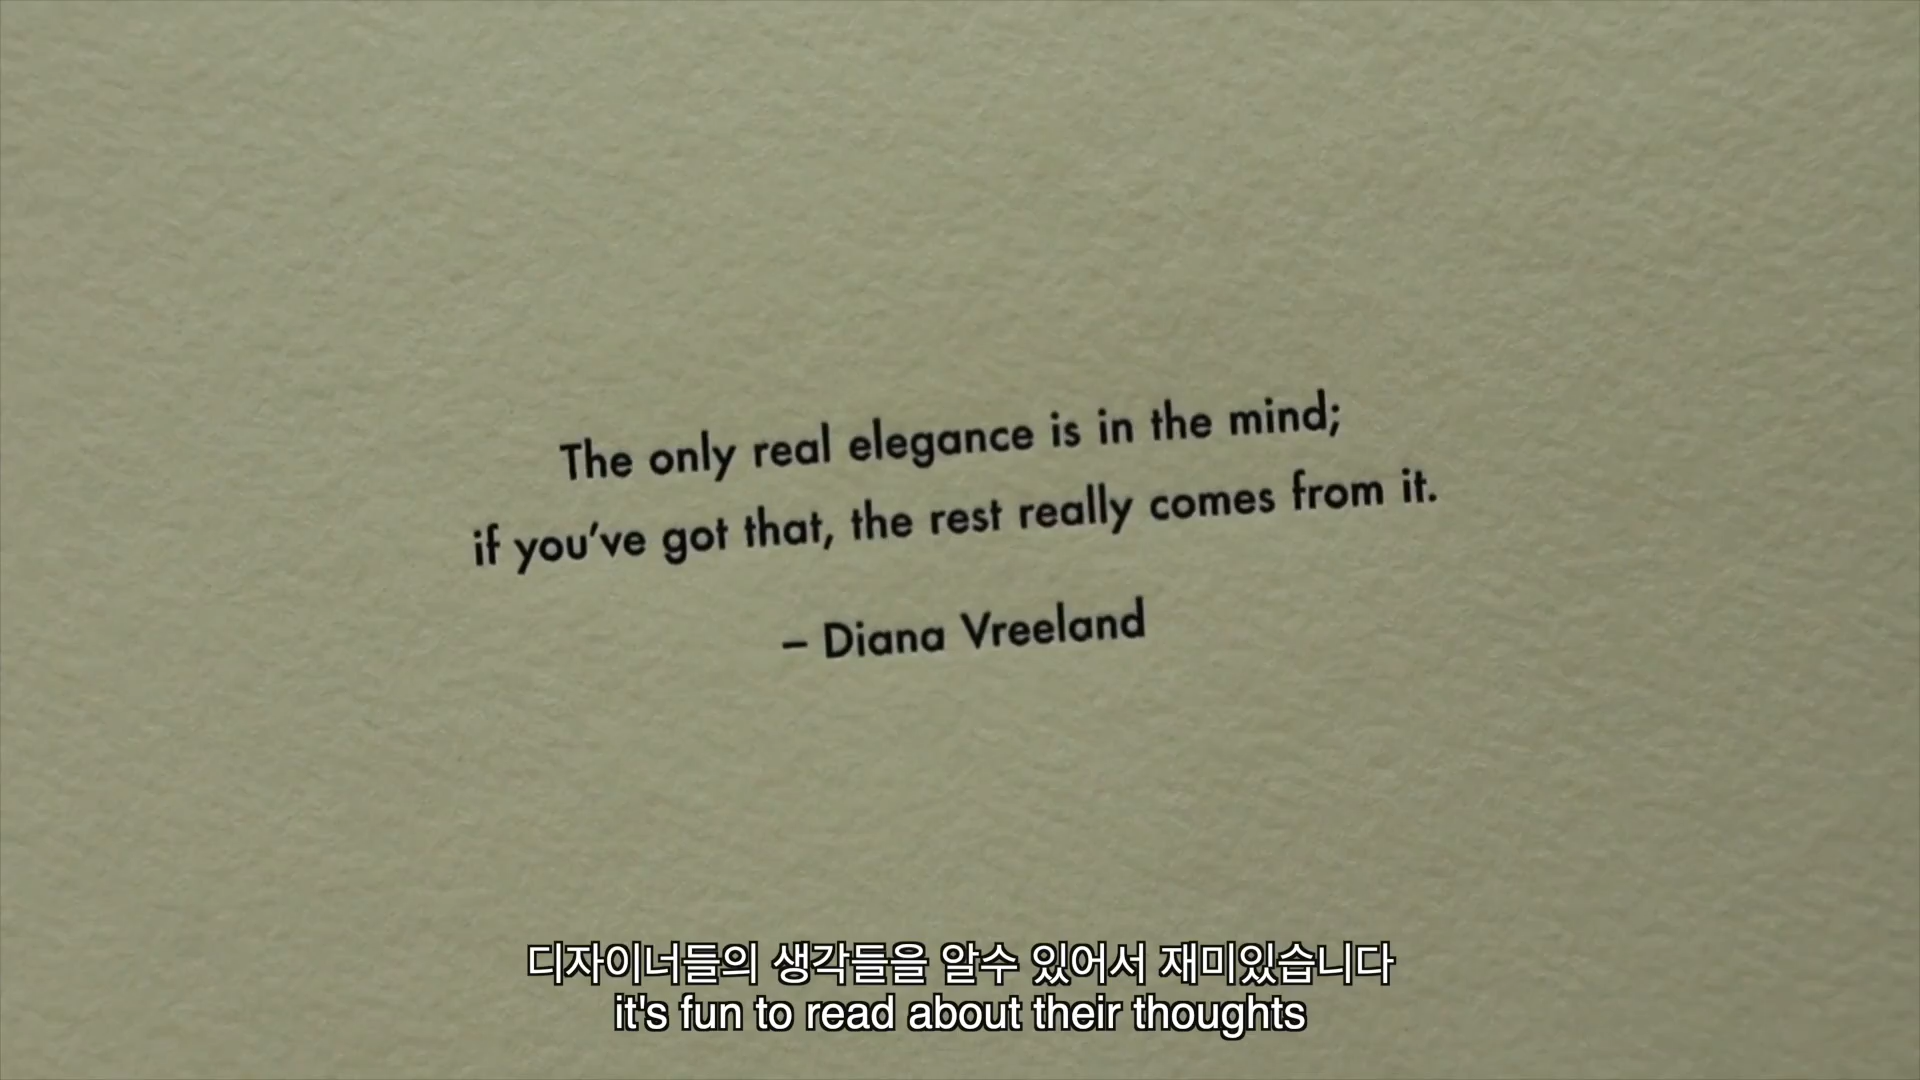 The only real elegance is in the mind;
if you've got that, the rest really comes from it.
– Diana Vreeland
디자이너들의 생각들을 알수 있어서 재미있습니다
it's fun to read about their thoughts